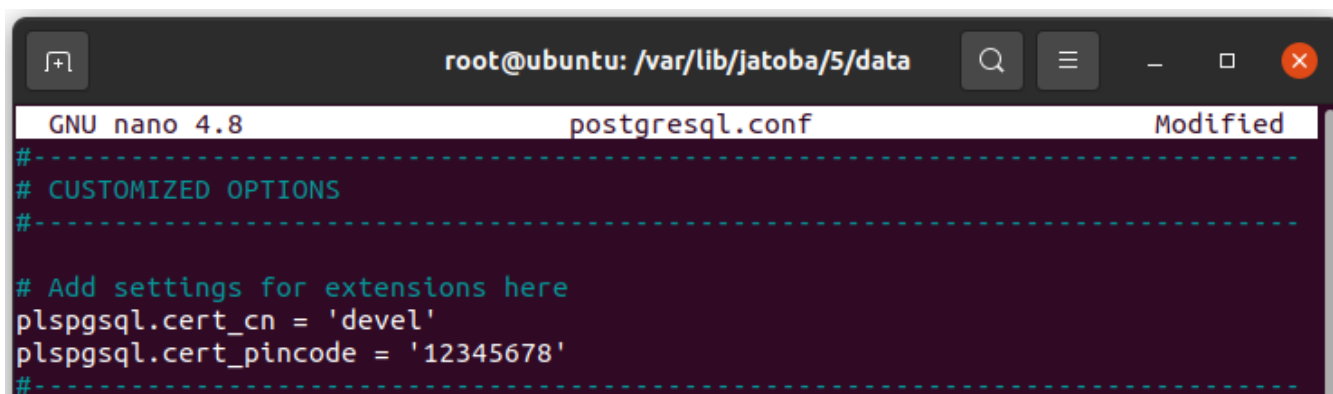 root@ubuntu: /var/lib/jatoba/5/data
GNU nano 4.8 postgresql.conf Modified
#------------------------------------------------------------------------------
# CUSTOMIZED OPTIONS
#------------------------------------------------------------------------------
# Add settings for extensions here
plspgsql.cert_cn = 'devel'
plspgsql.cert_pincode = '12345678'
#------------------------------------------------------------------------------